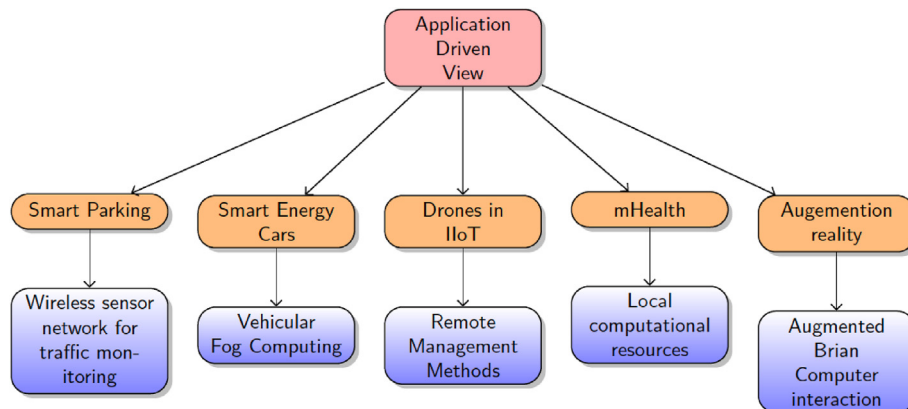 Application
Driven
View
Smart Parking
Smart Energy
Cars
Drones in
IIoT
mHealth
Augemention
reality
Wireless sensor
network for
traffic mon-
itoring
Vehicular
Fog Computing
Remote
Management
Methods
Local
computational
resources
Augmented
Brian
Computer
interaction